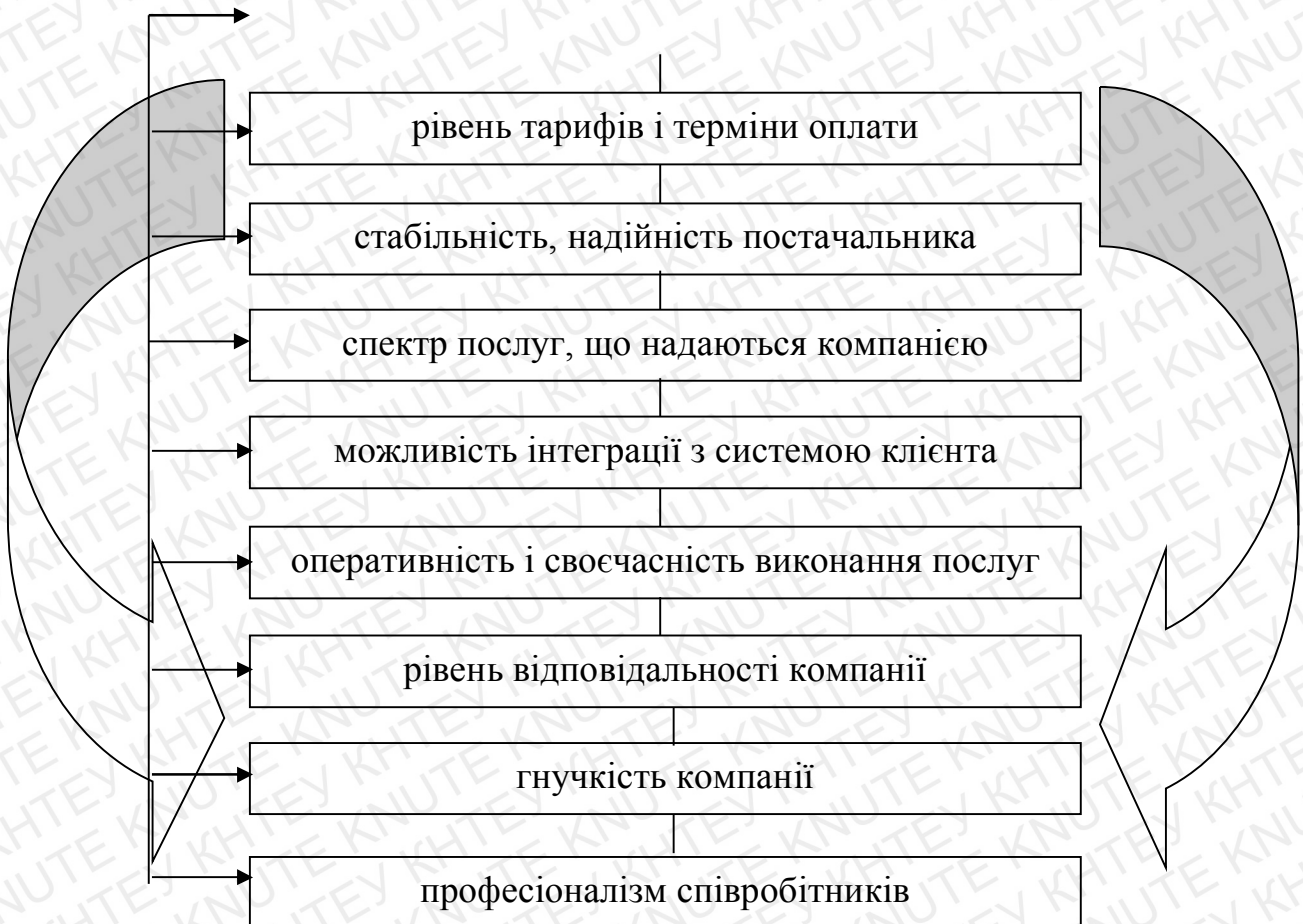 рівень тарифів і терміни оплати
стабільність, надійність постачальника
спектр послуг, що надаються компанією
можливість інтеграції з системою клієнта
оперативність і своєчасність виконання послуг
рівень відповідальності компанії
гнучкість компанії
професіоналізм співробітників